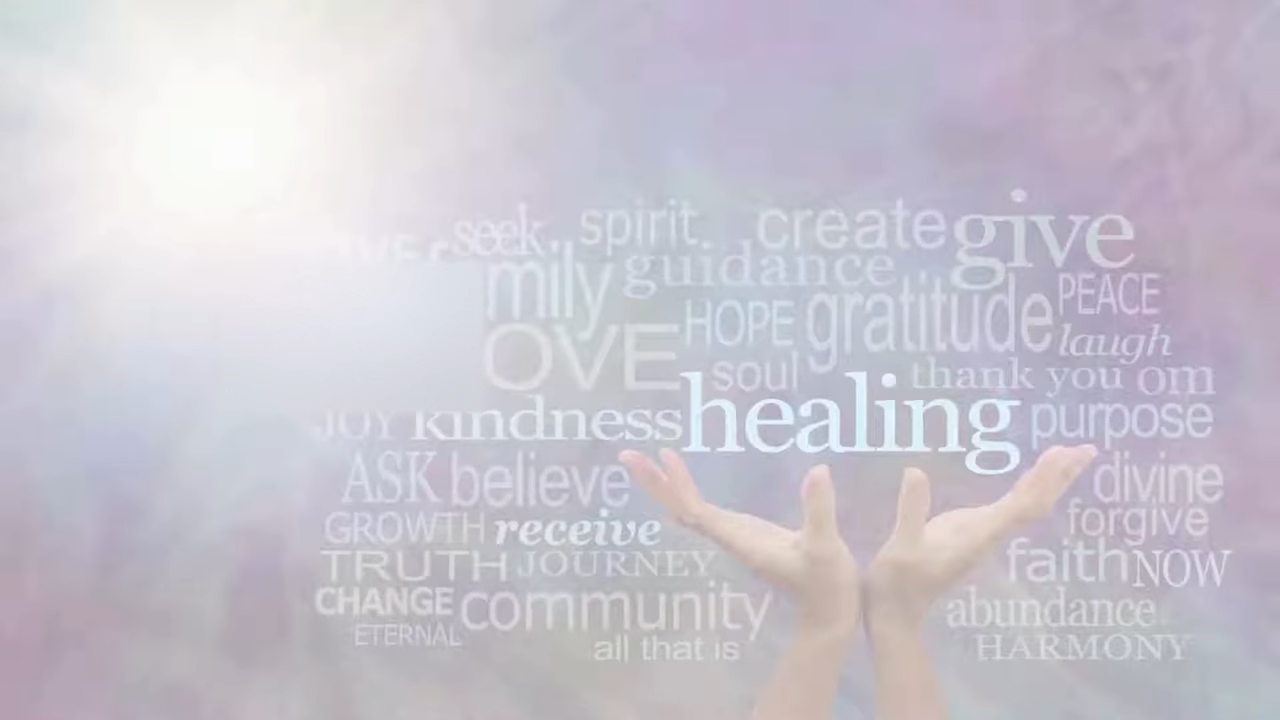 seek spirit create give
mily guidance
OVE HOPE gratitude PEACE
laugh
soul thank you om
JOY kindness healing purpose
ASK believe divine
GROWTH receive forgive
TRUTH JOURNEY faith NOW
CHANGE community abundance
ETERNAL all that is HARMONY